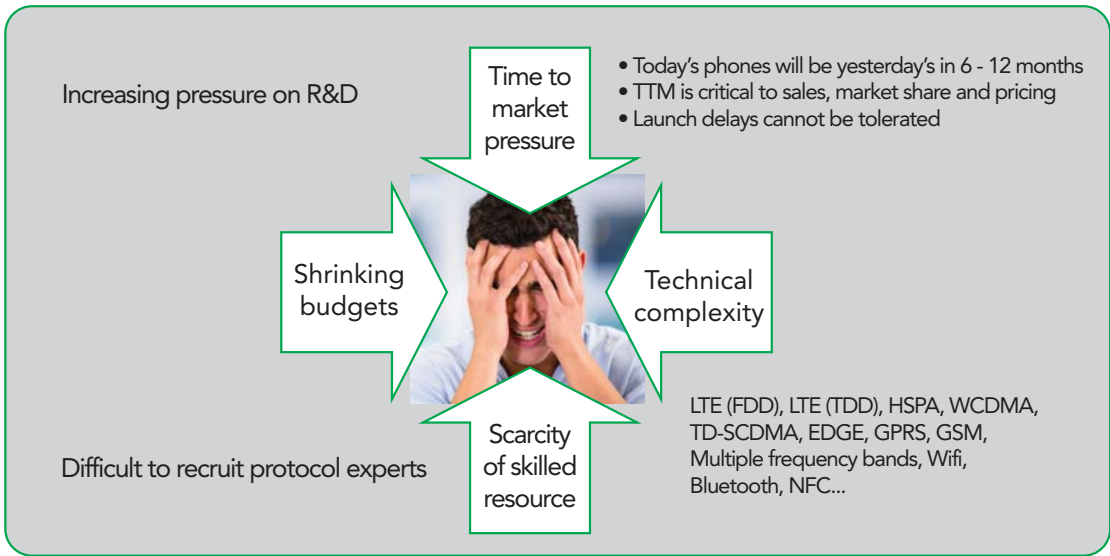 Increasing pressure on R&D
Time to
market
pressure
• Today's phones will be yesterday's in 6 - 12 months
• TTM is critical to sales, market share and pricing
• Launch delays cannot be tolerated
Shrinking
budgets
Technical
complexity
Difficult to recruit protocol experts
Scarcity
of skilled
resource
LTE (FDD), LTE (TDD), HSPA, WCDMA,
TD-SCDMA, EDGE, GPRS, GSM,
Multiple frequency bands, Wifi,
Bluetooth, NFC...